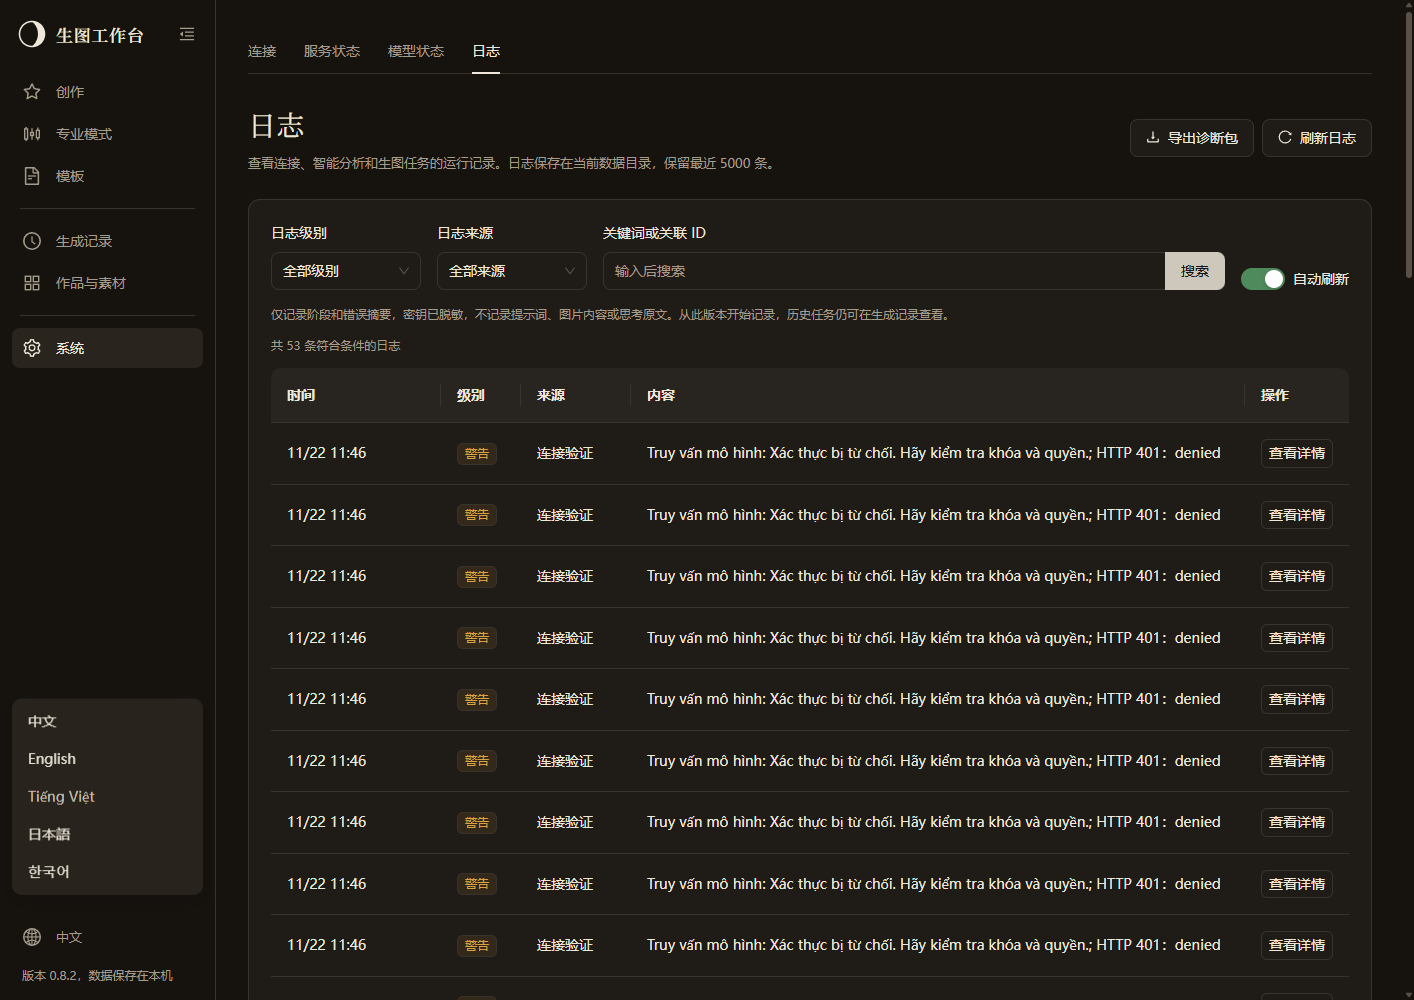 生图工作台
创作
专业模式
模板
生成记录
作品与素材
系统
中文
English
Tiếng Việt
日本語
한국어
中文
版本 0.8.2，数据保存在本机
连接 服务状态 模型状态 日志
日志
查看连接、智能分析和生图任务的运行记录。日志保存在当前数据目录，保留最近 5000 条。
导出诊断包 刷新日志
日志级别 日志来源 关键词或关联 ID
全部级别 全部来源 输入后搜索 搜索 自动刷新
仅记录阶段和错误摘要，密钥已脱敏，不记录提示词、图片内容或思考原文。从此版本开始记录，历史任务仍可在生成记录查看。
共 53 条符合条件的日志
时间 级别 来源 内容 操作
11/22 11:46 警告 连接验证 Truy vấn mô hình: Xác thực bị từ chối. Hãy kiểm tra khóa và quyền.; HTTP 401：denied 查看详情
11/22 11:46 警告 连接验证 Truy vấn mô hình: Xác thực bị từ chối. Hãy kiểm tra khóa và quyền.; HTTP 401：denied 查看详情
11/22 11:46 警告 连接验证 Truy vấn mô hình: Xác thực bị từ chối. Hãy kiểm tra khóa và quyền.; HTTP 401：denied 查看详情
11/22 11:46 警告 连接验证 Truy vấn mô hình: Xác thực bị từ chối. Hãy kiểm tra khóa và quyền.; HTTP 401：denied 查看详情
11/22 11:46 警告 连接验证 Truy vấn mô hình: Xác thực bị từ chối. Hãy kiểm tra khóa và quyền.; HTTP 401：denied 查看详情
11/22 11:46 警告 连接验证 Truy vấn mô hình: Xác thực bị từ chối. Hãy kiểm tra khóa và quyền.; HTTP 401：denied 查看详情
11/22 11:46 警告 连接验证 Truy vấn mô hình: Xác thực bị từ chối. Hãy kiểm tra khóa và quyền.; HTTP 401：denied 查看详情
11/22 11:46 警告 连接验证 Truy vấn mô hình: Xác thực bị từ chối. Hãy kiểm tra khóa và quyền.; HTTP 401：denied 查看详情
11/22 11:46 警告 连接验证 Truy vấn mô hình: Xác thực bị từ chối. Hãy kiểm tra khóa và quyền.; HTTP 401：denied 查看详情